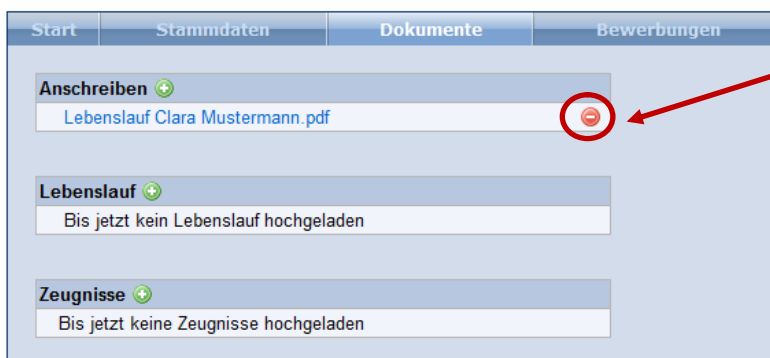 Start Stammdaten Dokumente Bewerbungen
Anschreiben
Lebenslauf Clara Mustermann.pdf
Lebenslauf
Bis jetzt kein Lebenslauf hochgeladen
Zeugnisse
Bis jetzt keine Zeugnisse hochgeladen